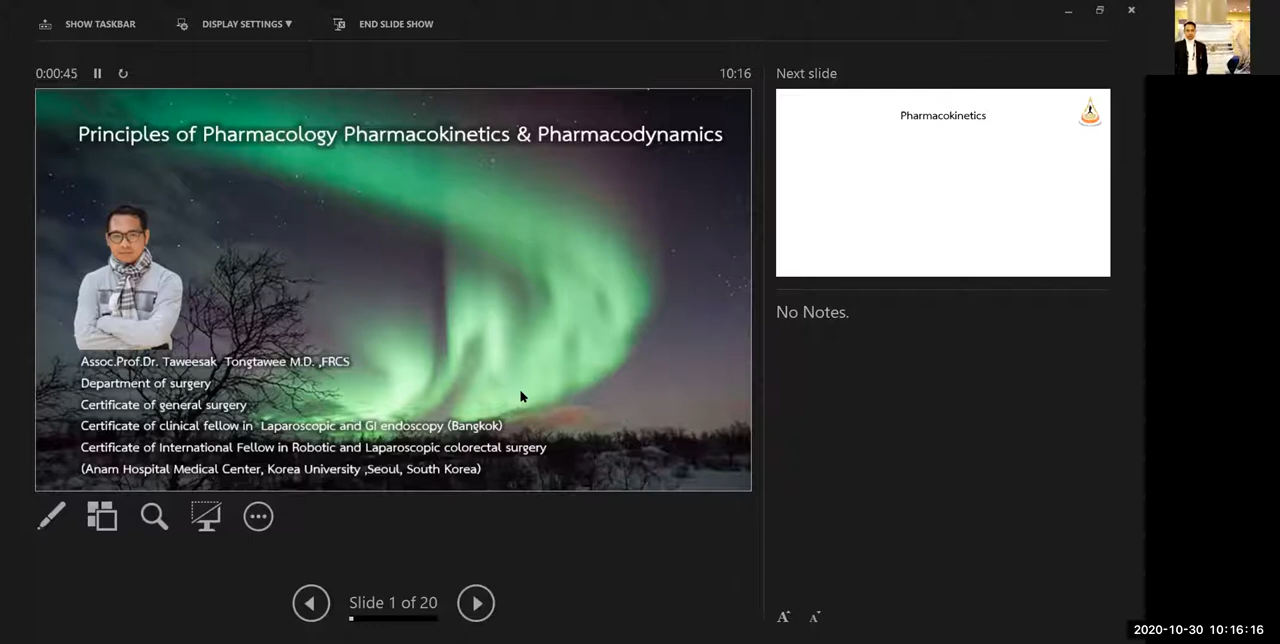 SHOW TASKBAR DISPLAY SETTINGS ▼ END SLIDE SHOW
0:00:45 10:16 Next slide
Principles of Pharmacology Pharmacokinetics & Pharmacodynamics
Assoc.Prof.Dr. Taweesak Tongtawee M.D. ,FRCS
Department of surgery
Certificate of general surgery
Certificate of clinical fellow in Laparoscopic and GI endoscopy (Bangkok)
Certificate of International Fellow in Robotic and Laparoscopic colorectal surgery
(Anam Hospital Medical Center, Korea University ,Seoul, South Korea)
Pharmacokinetics
No Notes.
Slide 1 of 20
A A
2020-10-30 10:16:16